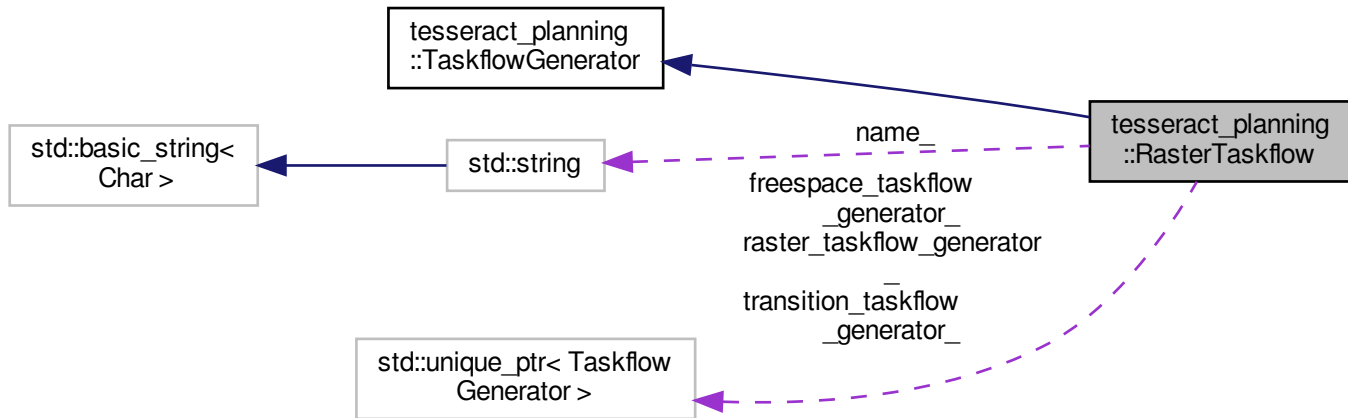 tesseract_planning
::TaskflowGenerator
tesseract_planning
::RasterTaskflow
name_
std::basic_string<
Char >
std::string
freespace_taskflow
_generator_
raster_taskflow_generator
_
transition_taskflow
_generator_
std::unique_ptr< Taskflow
Generator >